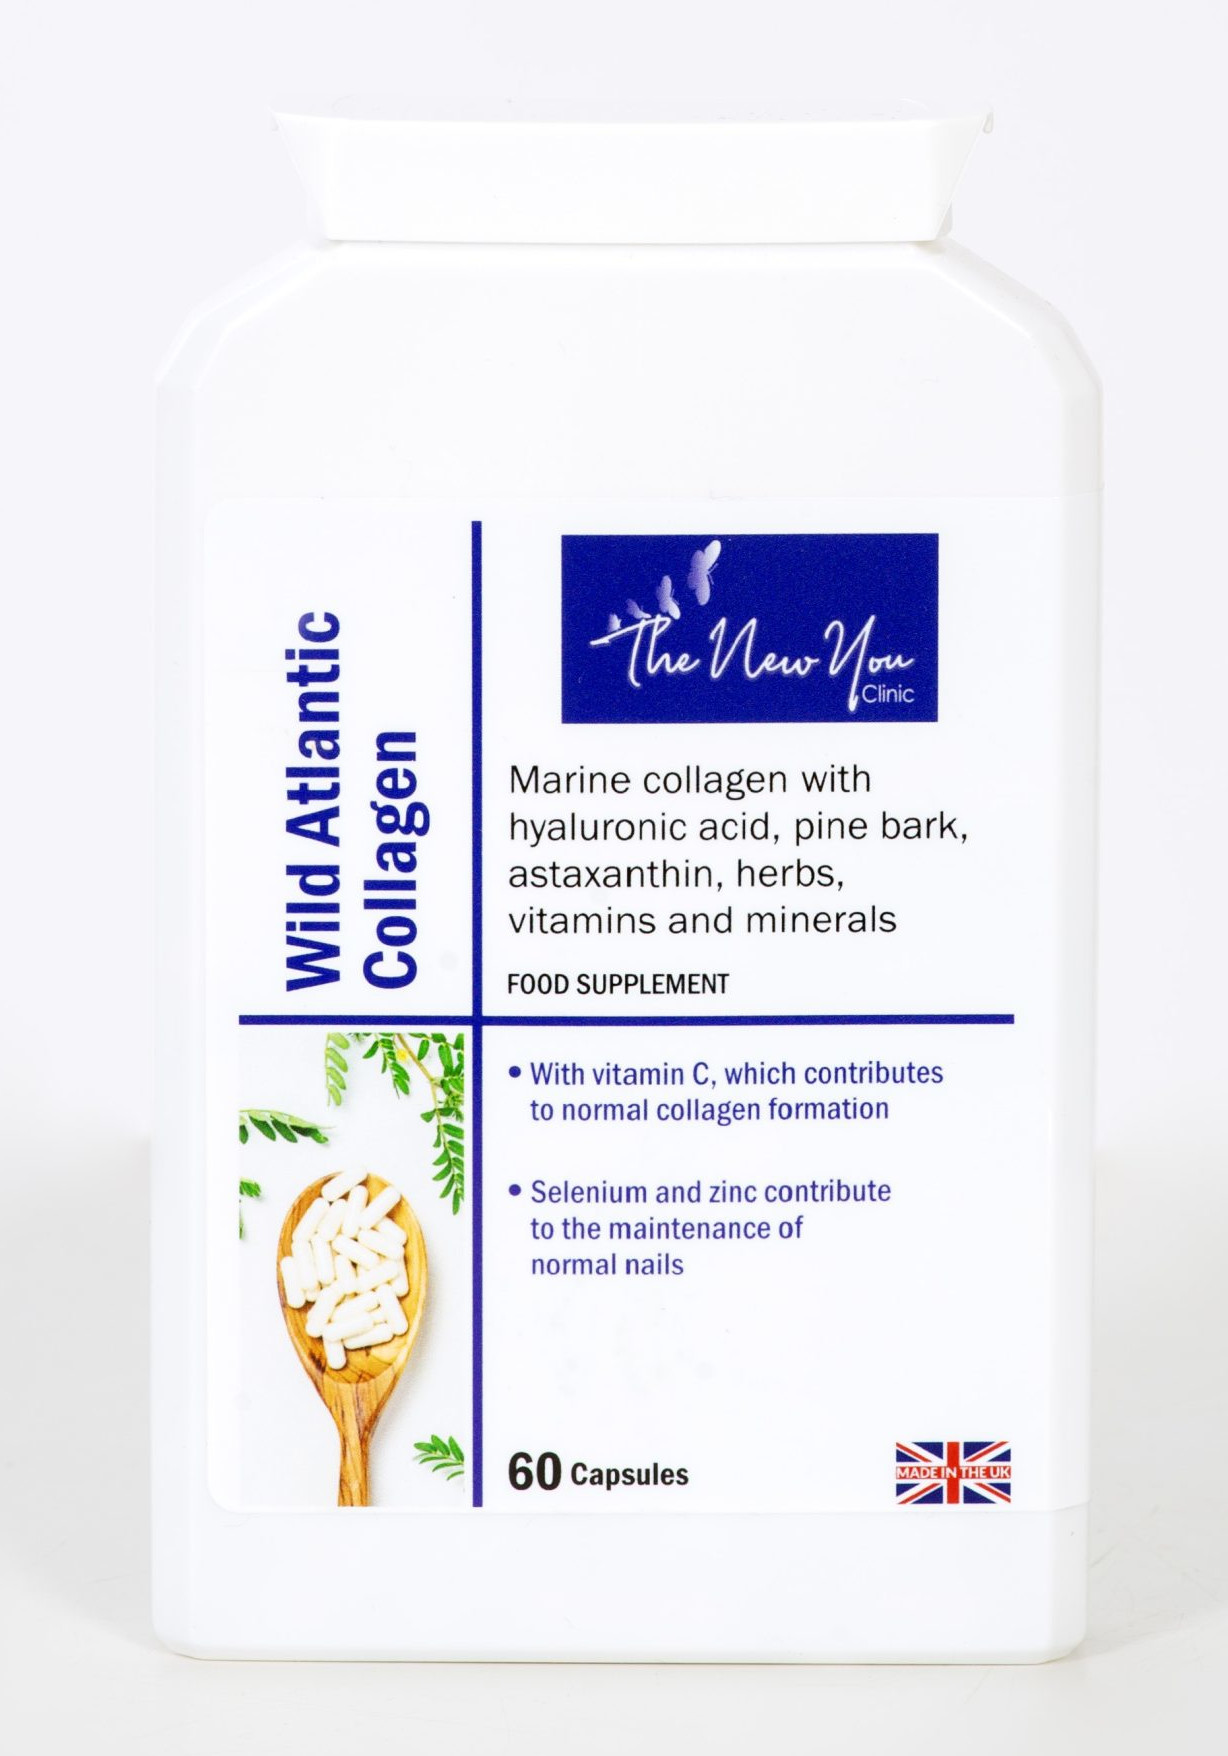 Wild Atlantic
Collagen
The New You
Clinic
Marine collagen with
hyaluronic acid, pine bark,
astaxanthin, herbs,
vitamins and minerals
FOOD SUPPLEMENT
• With vitamin C, which contributes
to normal collagen formation
• Selenium and zinc contribute
to the maintenance of
normal nails
60 Capsules
MADE IN THE UK